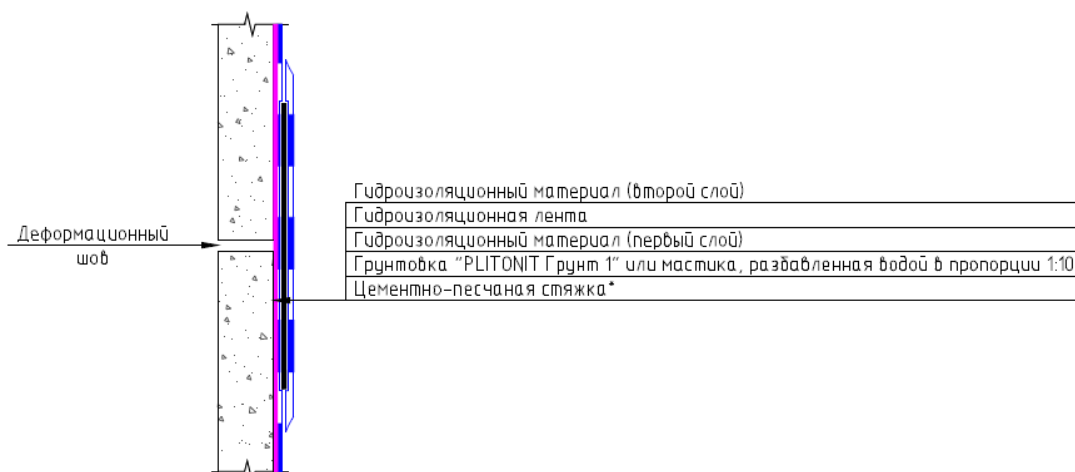 Гидроизоляционный материал (второй слой)
Гидроизоляционная лента
Гидроизоляционный материал (первый слой)
Грунтовка "PLITONIT Грунт 1" или мастика, разбавленная водой в пропорции 1:10
Цементно-песчаная стяжка*
Деформационный
шов